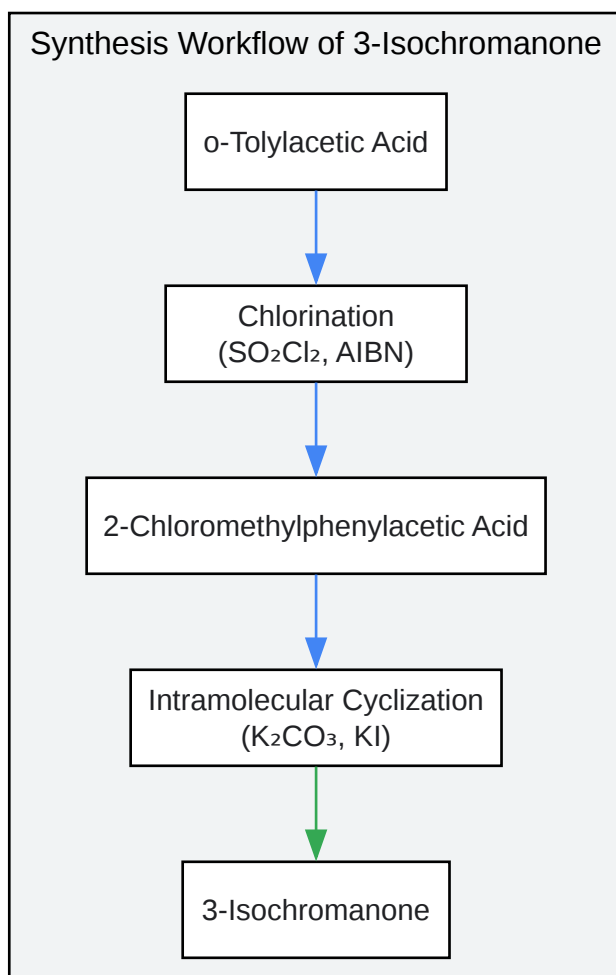 Synthesis Workflow of 3-Isochromanone
o-Tolylacetic Acid
Chlorination
(SO₂Cl₂, AIBN)
2-Chloromethylphenylacetic Acid
Intramolecular Cyclization
(K₂CO₃, KI)
3-Isochromanone